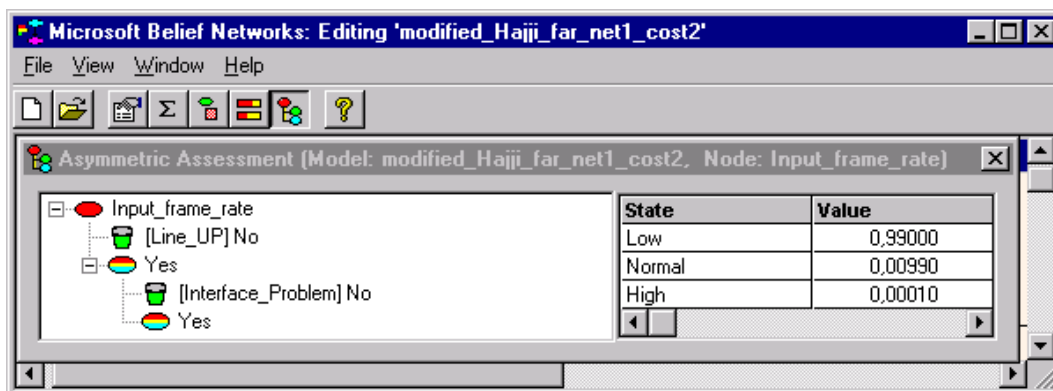 Microsoft Belief Networks: Editing 'modified_Hajji_far_net1_cost2'
File View Window Help
Σ ?
Asymmetric Assessment (Model: modified_Hajji_far_net1_cost2, Node: Input_frame_rate)
Input_frame_rate
[Line_UP] No
Yes
[Interface_Problem] No
Yes
State Value
Low 0,99000
Normal 0,00990
High 0,00010